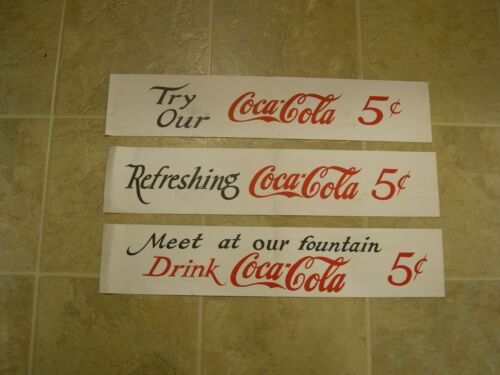 Try Our Coca-Cola 5¢
Refreshing Coca-Cola 5¢
Meet at our fountain
Drink Coca-Cola 5¢